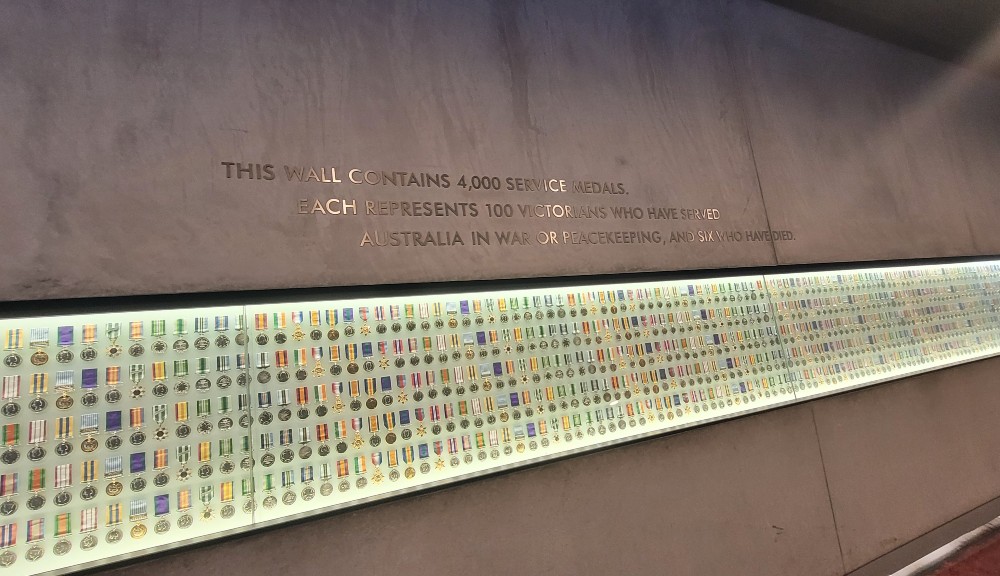 THIS WALL CONTAINS 4,000 SERVICE MEDALS.
EACH REPRESENTS 100 VICTORIANS WHO HAVE SERVED
AUSTRALIA IN WAR OR PEACEKEEPING, AND SIX WHO HAVE DIED.